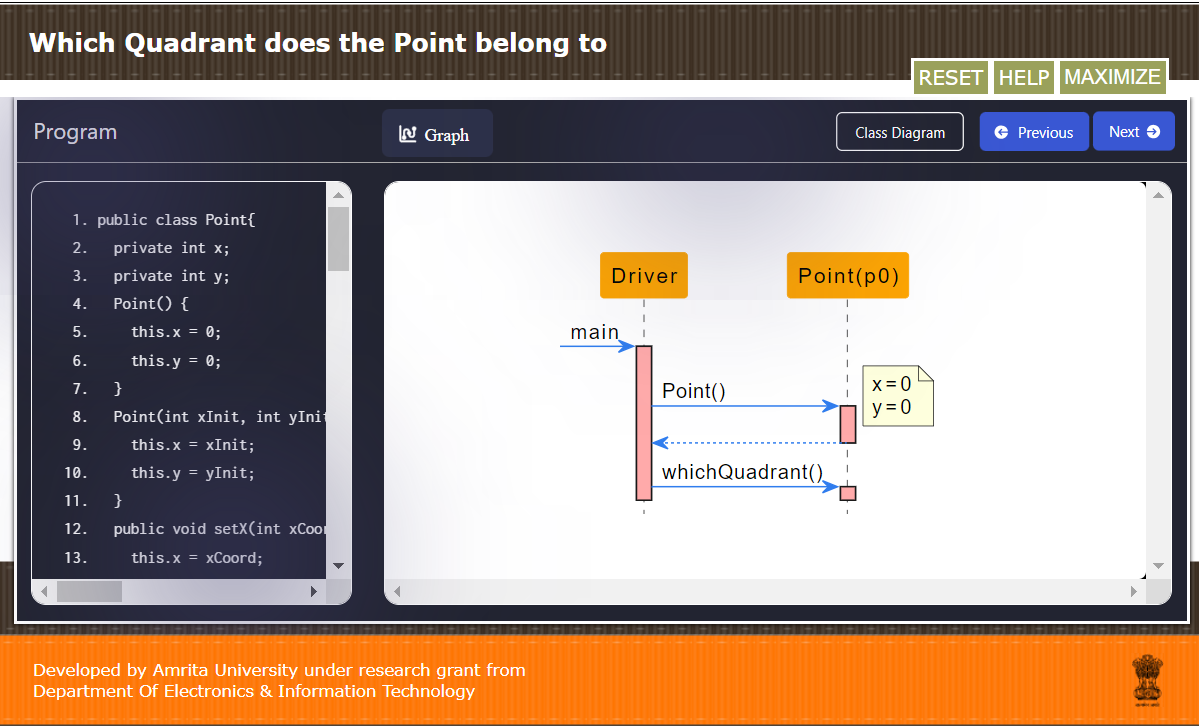 Which Quadrant does the Point belong to
RESET HELP MAXIMIZE
Program
Graph
Class Diagram
Previous
Next
1. public class Point{
2. private int x;
3. private int y;
4. Point() {
5. this.x = 0;
6. this.y = 0;
7. }
8. Point(int xInit, int yInit
9. this.x = xInit;
10. this.y = yInit;
11. }
12. public void setX(int xCoor
13. this.x = xCoord;
Driver
Point(p0)
main
Point()
x=0
y=0
whichQuadrant()
Developed by Amrita University under research grant from
Department Of Electronics & Information Technology